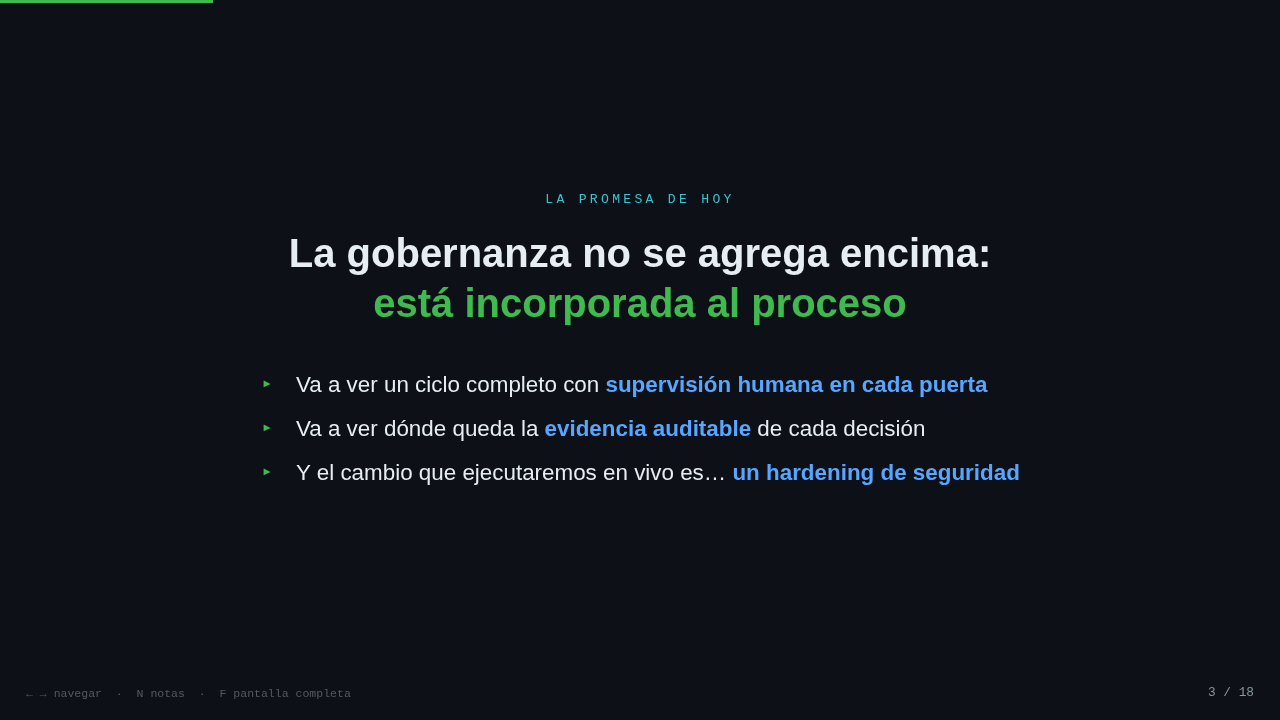 LA PROMESA DE HOY
La gobernanza no se agrega encima:
está incorporada al proceso
▸ Va a ver un ciclo completo con supervisión humana en cada puerta
▸ Va a ver dónde queda la evidencia auditable de cada decisión
▸ Y el cambio que ejecutaremos en vivo es… un hardening de seguridad
← → navegar · N notas · F pantalla completa
3 / 18